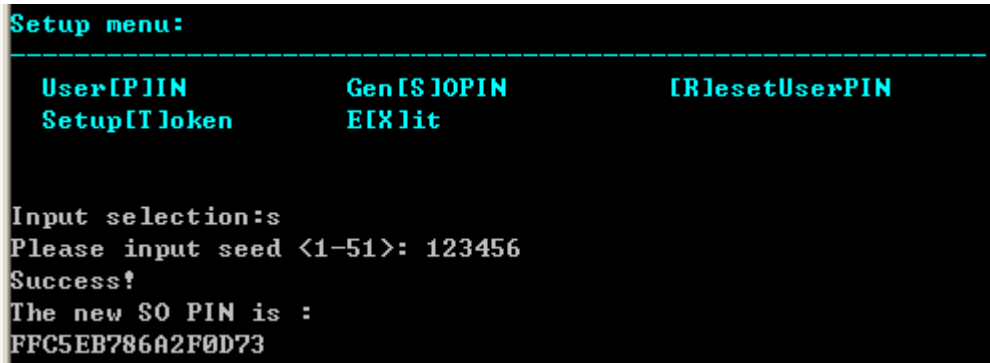 Setup menu:
User[P]IN Gen[S]OPIN [R]esetUserPIN
Setup[T]oken E[X]it
Input selection:s
Please input seed <1-51>: 123456
Success!
The new SO PIN is :
FFC5EB786A2F0D73